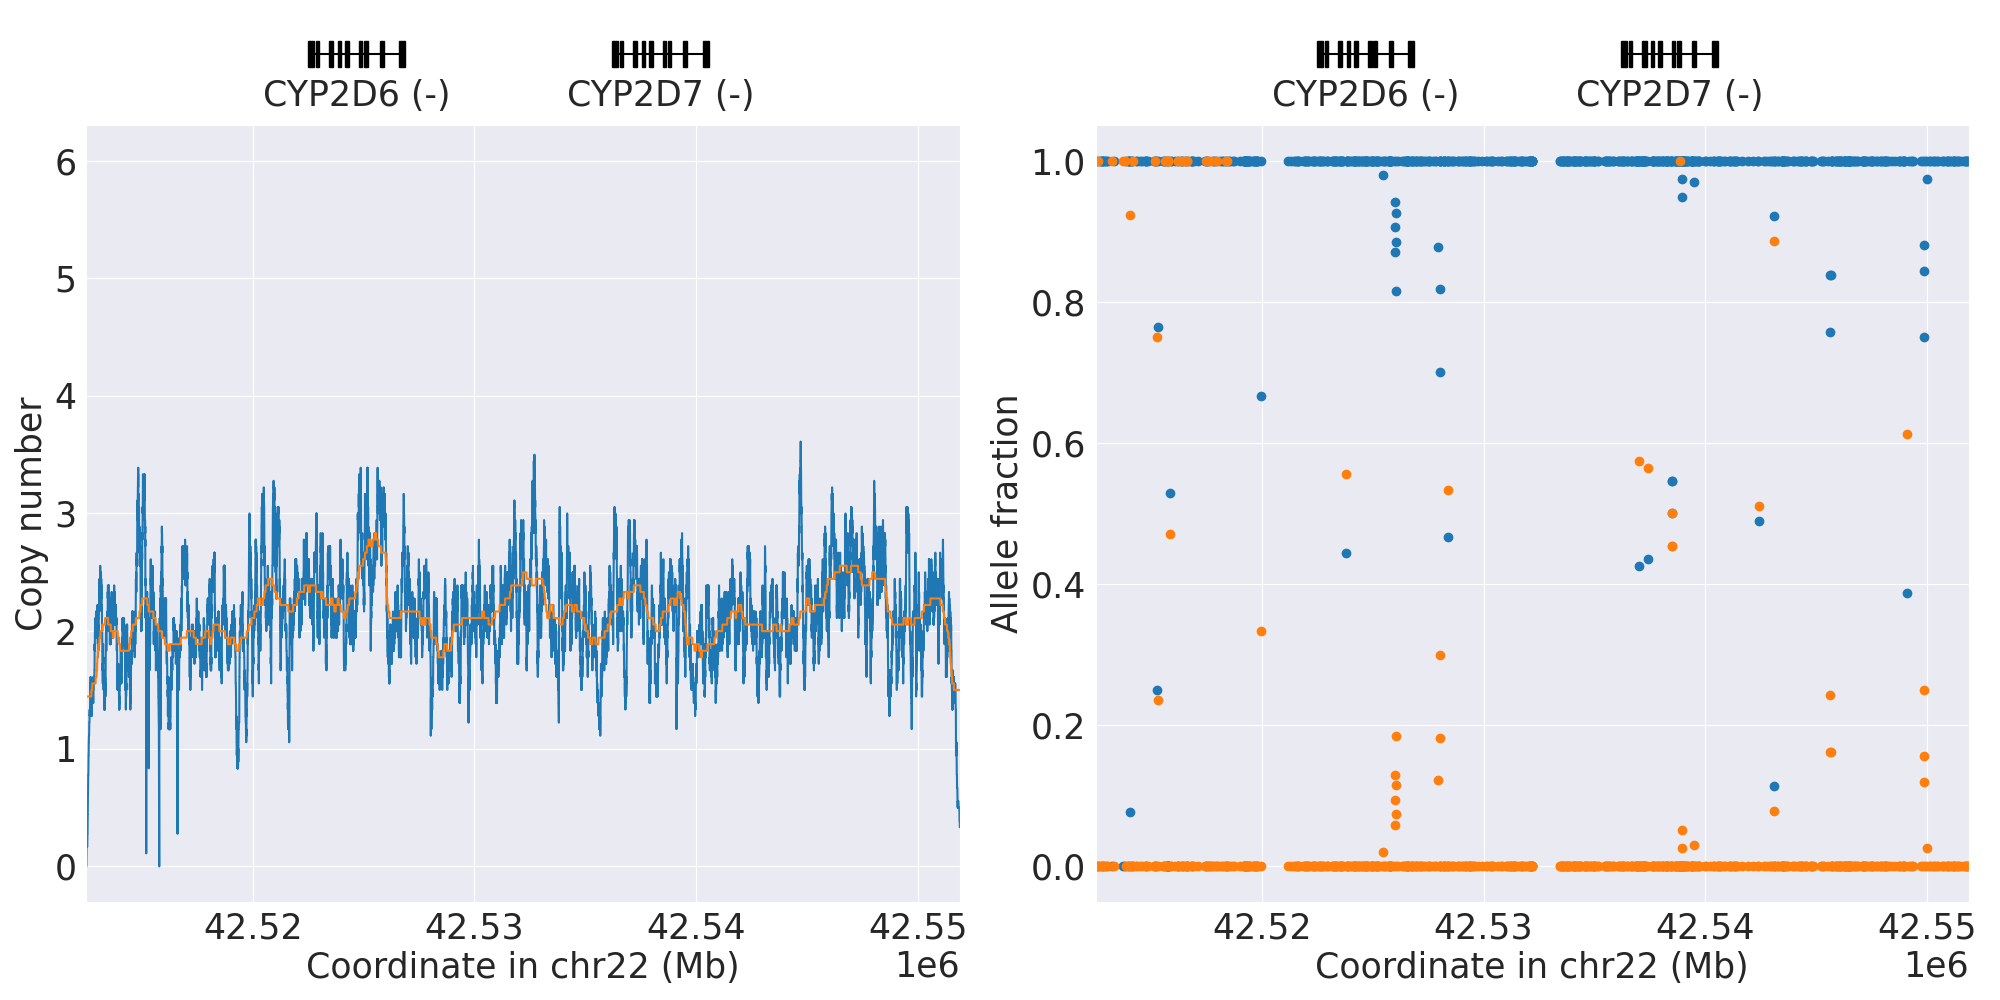 CYP2D6 (-)
CYP2D7 (-)
6
5
4
3
2
1
0
Copy number
42.52
42.53
42.54
42.55
1e6
Coordinate in chr22 (Mb)
CYP2D6 (-)
CYP2D7 (-)
1.0
0.8
0.6
0.4
0.2
0.0
Allele fraction
42.52
42.53
42.54
42.55
1e6
Coordinate in chr22 (Mb)